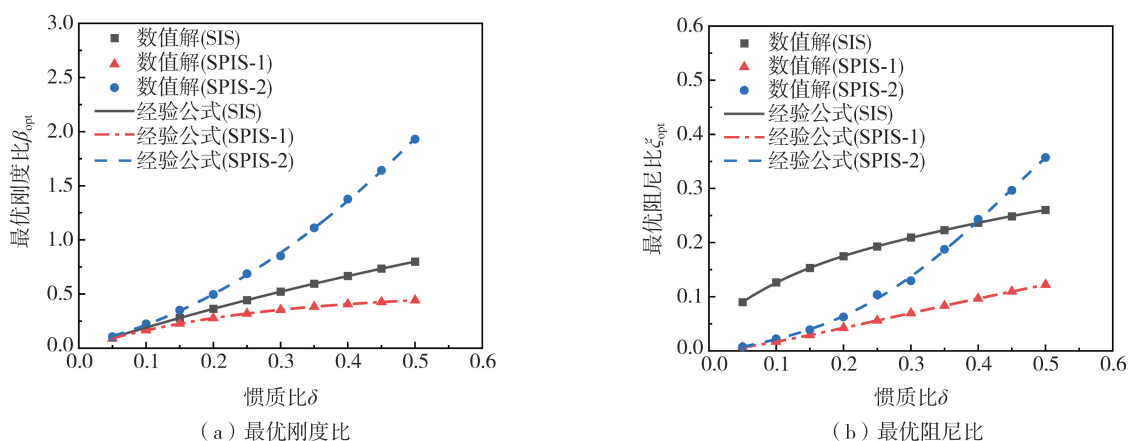 3.0
2.5
2.0
1.5
1.0
0.5
0.0
最优刚度比βopt
数值解(SIS)
数值解(SPIS-1)
数值解(SPIS-2)
经验公式(SIS)
经验公式(SPIS-1)
经验公式(SPIS-2)
0.0 0.1 0.2 0.3 0.4 0.5 0.6
惯质比δ
(a)最优刚度比
0.6
0.5
0.4
0.3
0.2
0.1
0.0
最优阻尼比ξopt
数值解(SIS)
数值解(SPIS-1)
数值解(SPIS-2)
经验公式(SIS)
经验公式(SPIS-1)
经验公式(SPIS-2)
0.0 0.1 0.2 0.3 0.4 0.5 0.6
惯质比δ
(b)最优阻尼比